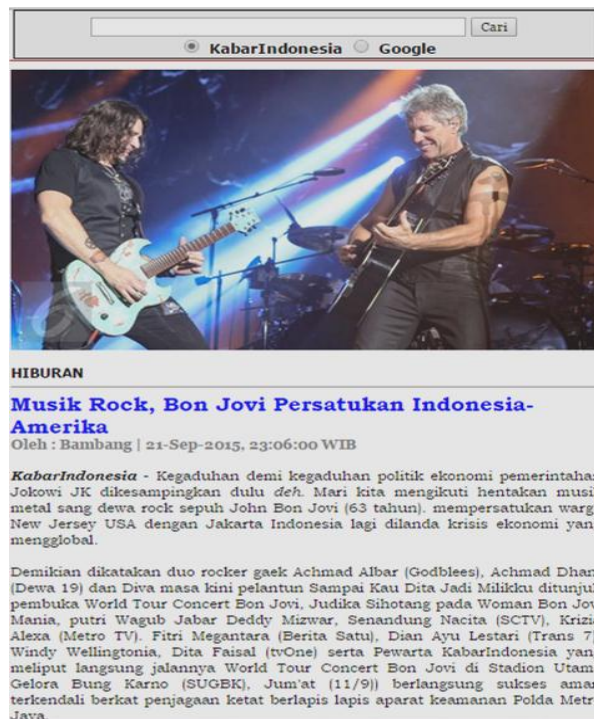 Cari
KabarIndonesia Google
HIBURAN
Musik Rock, Bon Jovi Persatukan Indonesia-
Amerika
Oleh : Bambang | 21-Sep-2015, 23:06:00 WIB
KabarIndonesia - Kegaduhan demi kegaduhan politik ekonomi pemerintaha
Jokowi JK dikesampingkan dulu deh. Mari kita mengikuti hentakan musi
metal sang dewa rock sepuh John Bon Jovi (63 tahun). mempersatukan warg
New Jersey USA dengan Jakarta Indonesia lagi dilanda krisis ekonomi yan
mengglobal.
Demikian dikatakan duo rocker gaek Achmad Albar (Godblees), Achmad Dhan
(Dewa 19) dan Diva masa kini pelantun Sampai Kau Dita Jadi Milikku ditunju
pembuka World Tour Concert Bon Jovi, Judika Sihotang pada Woman Bon Jov
Mania, putri Wagub Jabar Deddy Mizwar, Senandung Nacita (SCTV), Krizi
Alexa (Metro TV). Fitri Megantara (Berita Satu), Dian Ayu Lestari (Trans 7)
Windy Wellingtonia, Dita Faisal (tvOne) serta Pewarta KabarIndonesia yan
meliput langsung jalannya World Tour Concert Bon Jovi di Stadion Utam
Gelora Bung Karno (SUGBK), Jum'at (11/9)) berlangsung sukses ama
terkendali berkat penjagaan ketat berlapis lapis aparat keamanan Polda Metr
Jaya.